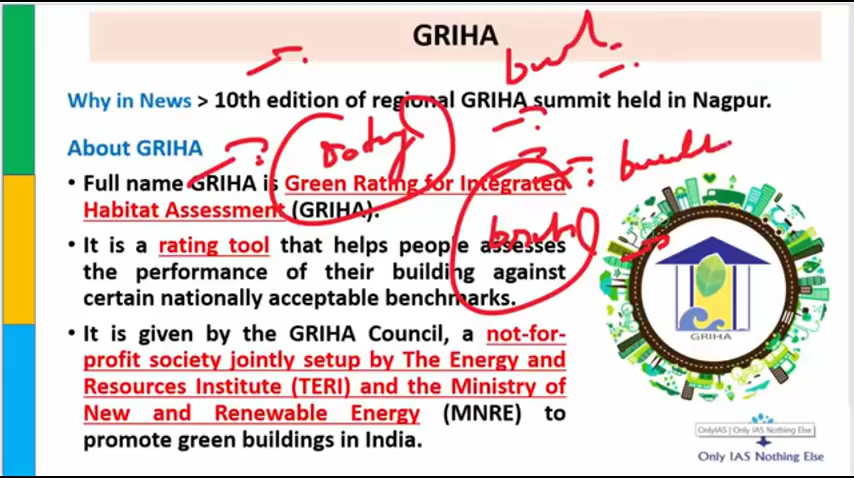 GRIHA
Why in News > 10th edition of regional GRIHA summit held in Nagpur.
About GRIHA
• Full name GRIHA is Green Rating for Integrated
Habitat Assessment (GRIHA).
• It is a rating tool that helps people assesses
the performance of their building against
certain nationally acceptable benchmarks.
• It is given by the GRIHA Council, a not-for-
profit society jointly setup by The Energy and
Resources Institute (TERI) and the Ministry of
New and Renewable Energy (MNRE) to
promote green buildings in India.
rating
GRIHA
OnlyIAS | Only IAS Nothing Else
Only IAS Nothing Else